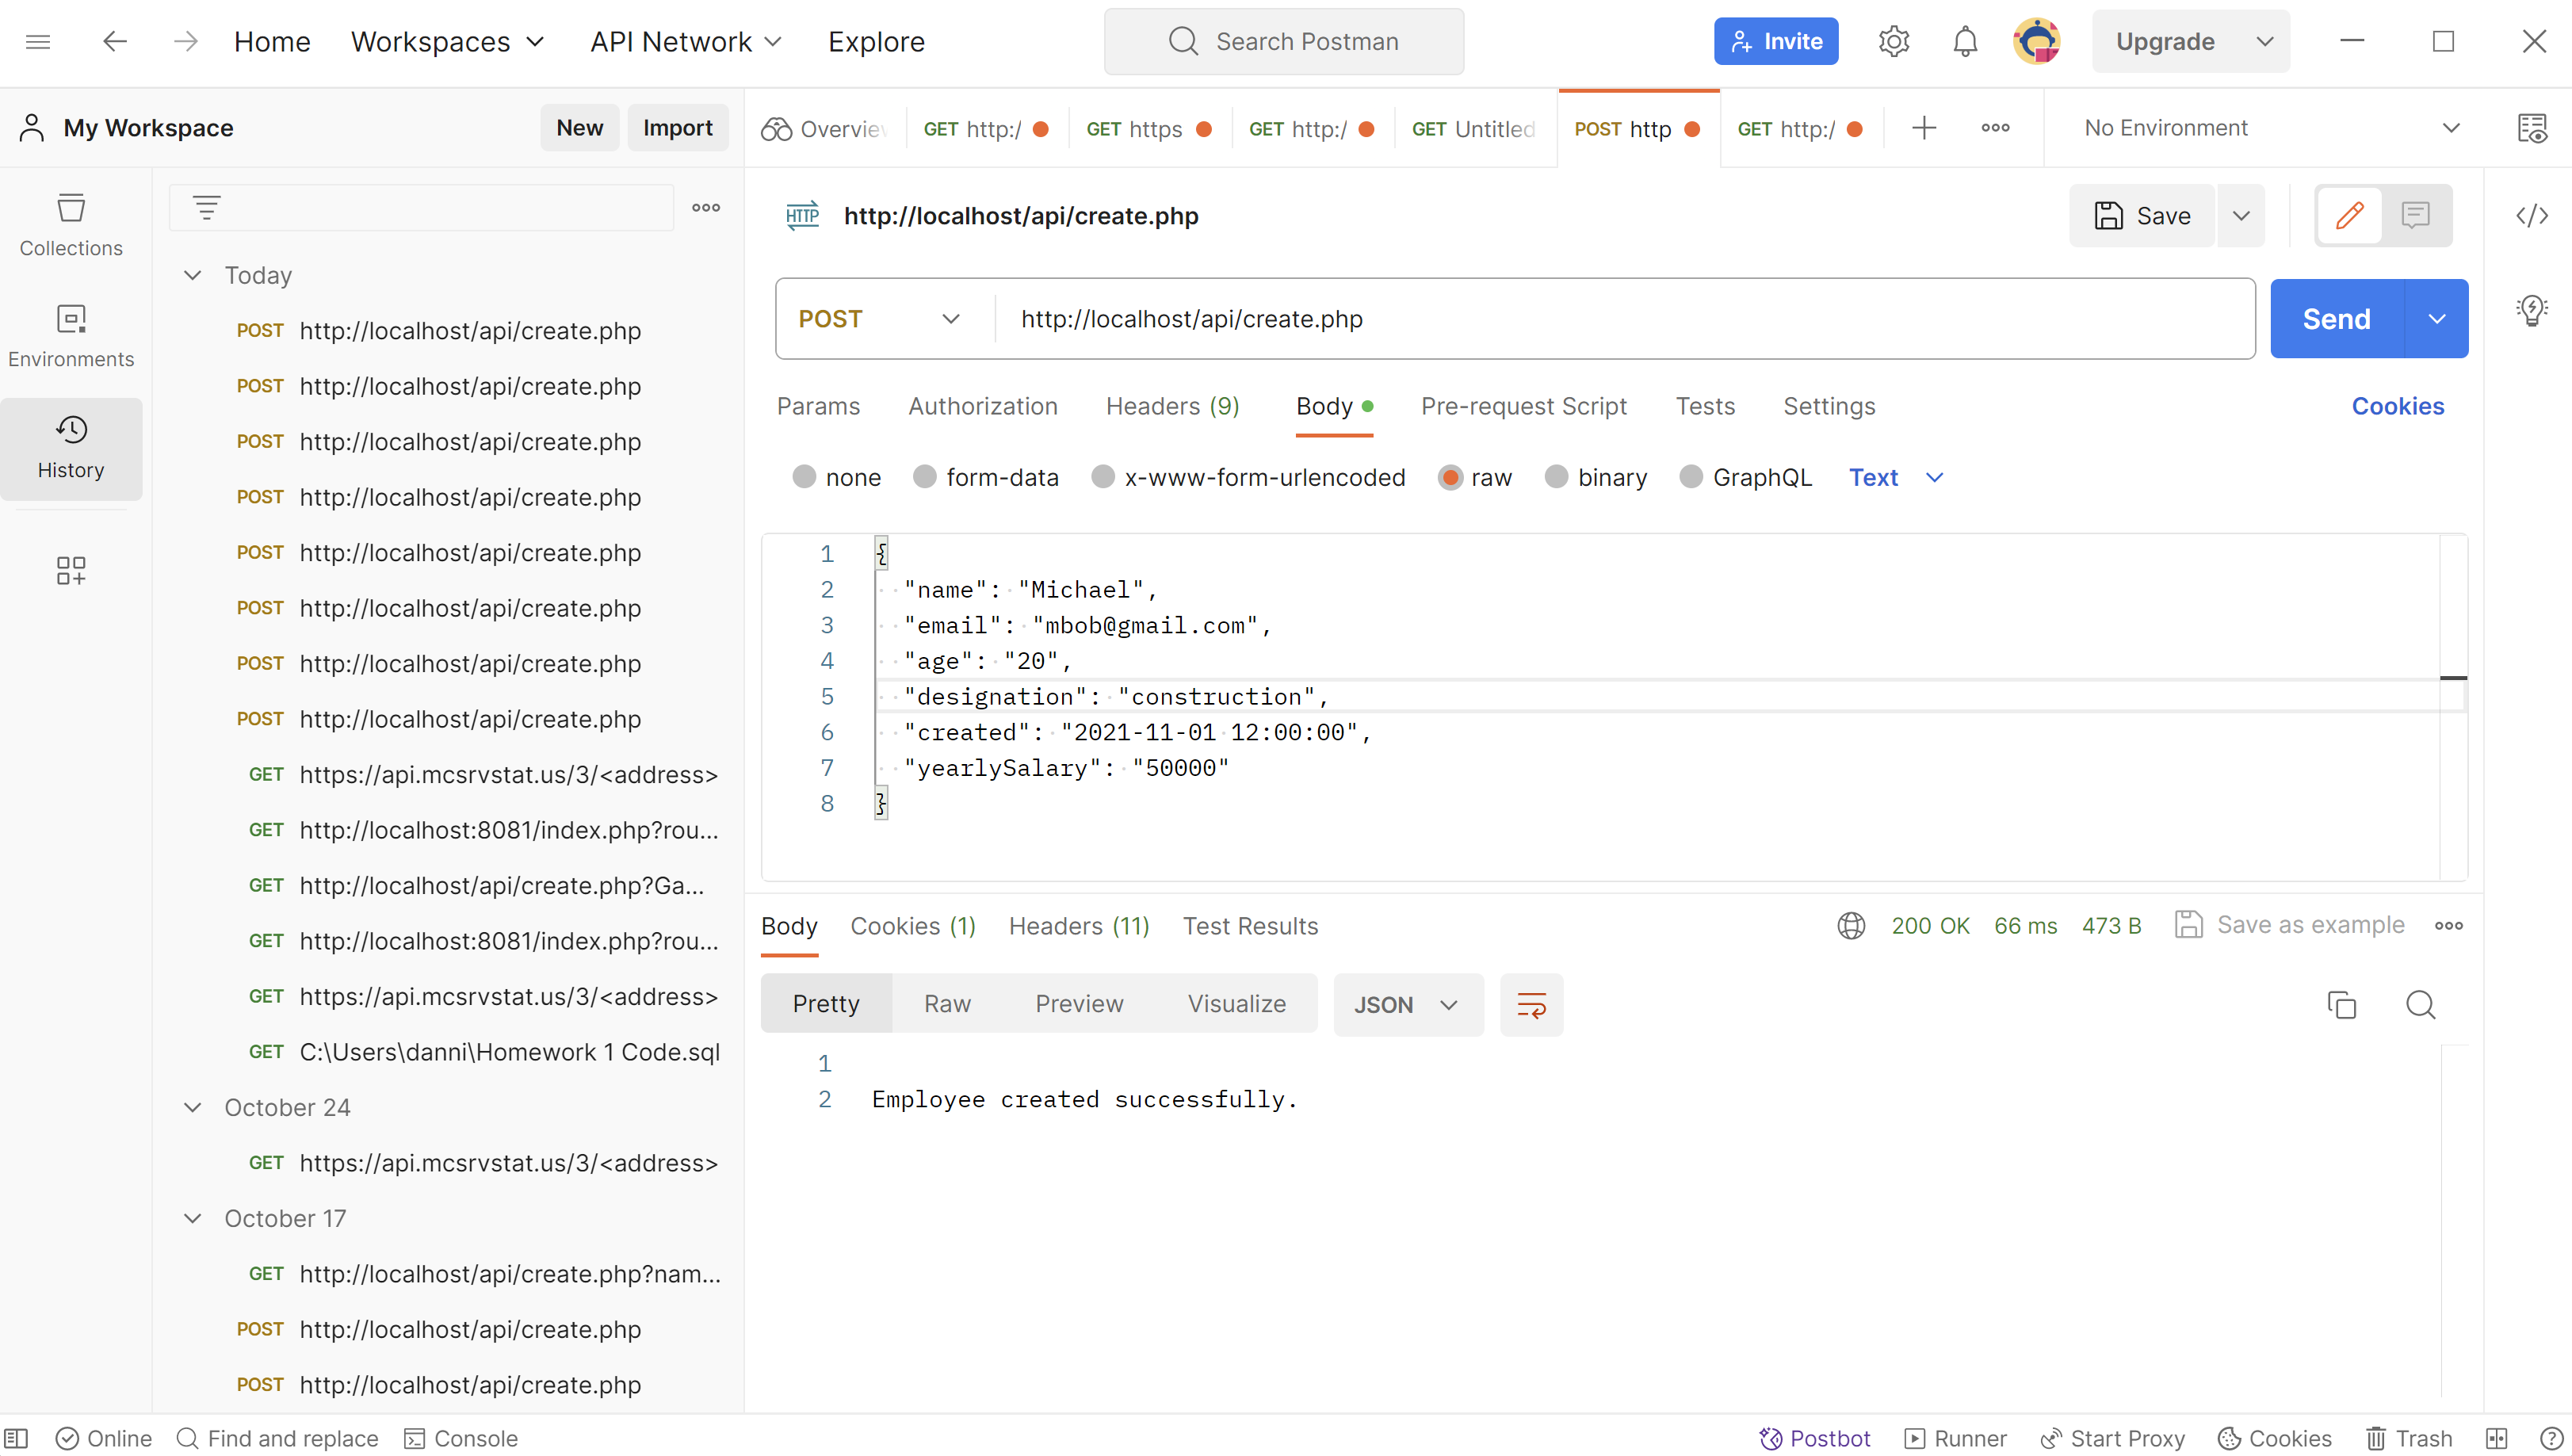 Home Workspaces API Network Explore Search Postman Invite Upgrade
My Workspace New Import
Overview GET http:/ GET https GET http:/ GET Untitled POST http GET http:/ No Environment
Collections
Environments
History
Today
POST http://localhost/api/create.php
POST http://localhost/api/create.php
POST http://localhost/api/create.php
POST http://localhost/api/create.php
POST http://localhost/api/create.php
POST http://localhost/api/create.php
POST http://localhost/api/create.php
POST http://localhost/api/create.php
GET https://api.mcsrvstat.us/3/<address>
GET http://localhost:8081/index.php?rou...
GET http://localhost/api/create.php?Ga...
GET http://localhost:8081/index.php?rou...
GET https://api.mcsrvstat.us/3/<address>
GET C:\Users\danni\Homework 1 Code.sql
October 24
GET https://api.mcsrvstat.us/3/<address>
October 17
GET http://localhost/api/create.php?nam...
POST http://localhost/api/create.php
POST http://localhost/api/create.php
HTTP http://localhost/api/create.php Save
POST http://localhost/api/create.php Send
Params Authorization Headers (9) Body Pre-request Script Tests Settings Cookies
none form-data x-www-form-urlencoded raw binary GraphQL Text
1 {
2 "name": "Michael",
3 "email": "mbob@gmail.com",
4 "age": "20",
5 "designation": "construction",
6 "created": "2021-11-01 12:00:00",
7 "yearlySalary": "50000"
8 }
Body Cookies (1) Headers (11) Test Results 200 OK 66 ms 473 B Save as example
Pretty Raw Preview Visualize JSON
1
2 Employee created successfully.
Online Find and replace Console Postbot Runner Start Proxy Cookies Trash